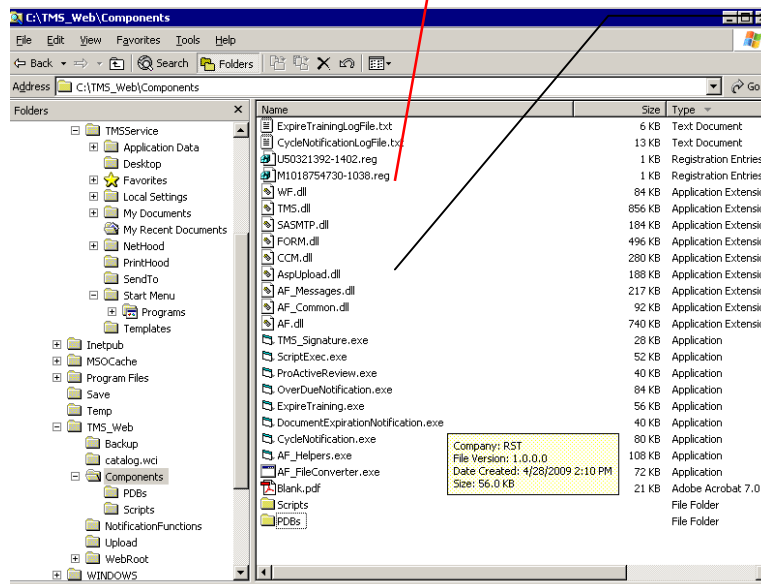 C:\TMS_Web\Components
File Edit View Favorites Tools Help
Back Search Folders
Address C:\TMS_Web\Components Go
Folders
TMSService
Application Data
Desktop
Favorites
Local Settings
My Documents
My Recent Documents
NetHood
PrintHood
SendTo
Start Menu
Programs
Templates
Inetpub
MSOCache
Program Files
Save
Temp
TMS_Web
Backup
catalog.wci
Components
PDBs
Scripts
NotificationFunctions
Upload
WebRoot
WINDOWS
Name Size Type
ExpireTrainingLogFile.txt 6 KB Text Document
CycleNotificationLogFile.txt 13 KB Text Document
U50321392-1402.reg 1 KB Registration Entries
M1018754730-1038.reg 1 KB Registration Entries
WF.dll 84 KB Application Extensi
TMS.dll 856 KB Application Extensi
SASMTP.dll 184 KB Application Extensi
FORM.dll 496 KB Application Extensi
CCM.dll 280 KB Application Extensi
AspUpload.dll 188 KB Application Extensi
AF_Messages.dll 217 KB Application Extensi
AF_Common.dll 92 KB Application Extensi
AF.dll 740 KB Application Extensi
TMS_Signature.exe 28 KB Application
ScriptExec.exe 52 KB Application
ProActiveReview.exe 40 KB Application
OverDueNotification.exe 84 KB Application
ExpireTraining.exe 56 KB Application
DocumentExpirationNotification.exe 40 KB Application
CycleNotification.exe 80 KB Application
AF_Helpers.exe 108 KB Application
AF_FileConverter.exe 72 KB Application
Blank.pdf 21 KB Adobe Acrobat 7.0
Scripts File Folder
PDBs File Folder
Company: RST
File Version: 1.0.0.0
Date Created: 4/28/2009 2:10 PM
Size: 56.0 KB